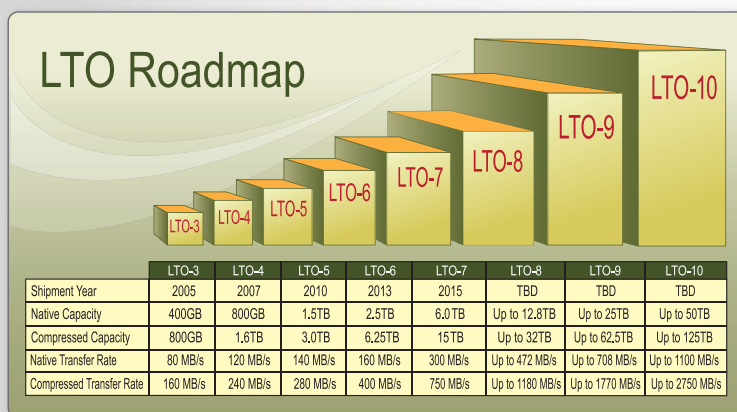 LTO Roadmap
LTO-3
LTO-4
LTO-5
LTO-6
LTO-7
LTO-8
LTO-9
LTO-10
LTO-3 LTO-4 LTO-5 LTO-6 LTO-7 LTO-8 LTO-9 LTO-10
Shipment Year 2005 2007 2010 2013 2015 TBD TBD TBD
Native Capacity 400GB 800GB 1.5TB 2.5TB 6.0TB Up to 12.8TB Up to 25TB Up to 50TB
Compressed Capacity 800GB 1.6TB 3.0TB 6.25TB 15TB Up to 32TB Up to 62.5TB Up to 125TB
Native Transfer Rate 80 MB/s 120 MB/s 140 MB/s 160 MB/s 300 MB/s Up to 472 MB/s Up to 708 MB/s Up to 1100 MB/s
Compressed Transfer Rate 160 MB/s 240 MB/s 280 MB/s 400 MB/s 750 MB/s Up to 1180 MB/s Up to 1770 MB/s Up to 2750 MB/s